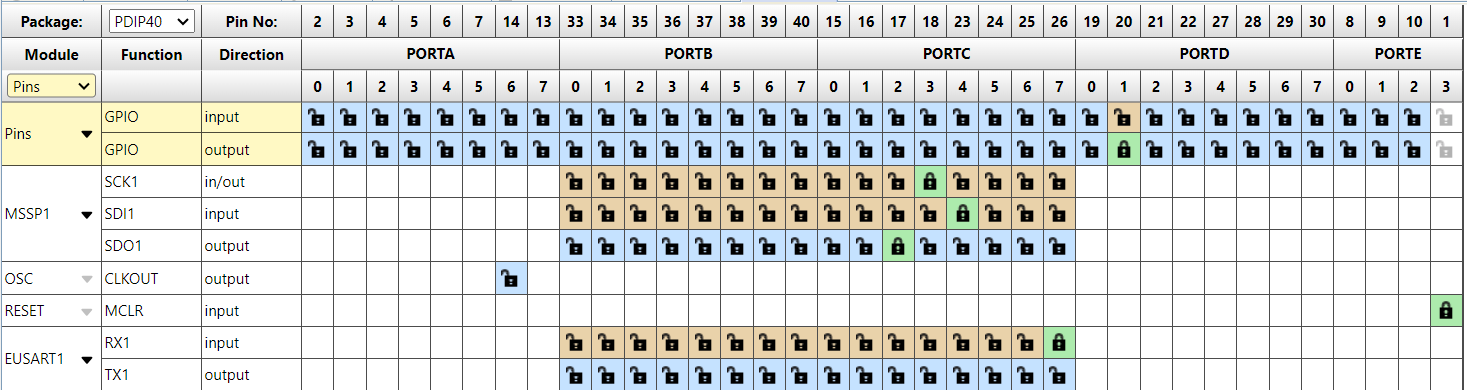 Package: PDIP40 Pin No: 2 3 4 5 6 7 14 13 33 34 35 36 37 38 39 40 15 16 17 18 23 24 25 26 19 20 21 22 27 28 29 30 8 9 10 1
Module Function Direction PORTA PORTB PORTC PORTD PORTE
Pins 0 1 2 3 4 5 6 7 0 1 2 3 4 5 6 7 0 1 2 3 4 5 6 7 0 1 2 3 4 5 6 7 0 1 2 3
Pins GPIO input
GPIO output
MSSP1 SCK1 in/out
SDI1 input
SDO1 output
OSC CLKOUT output
RESET MCLR input
EUSART1 RX1 input
TX1 output